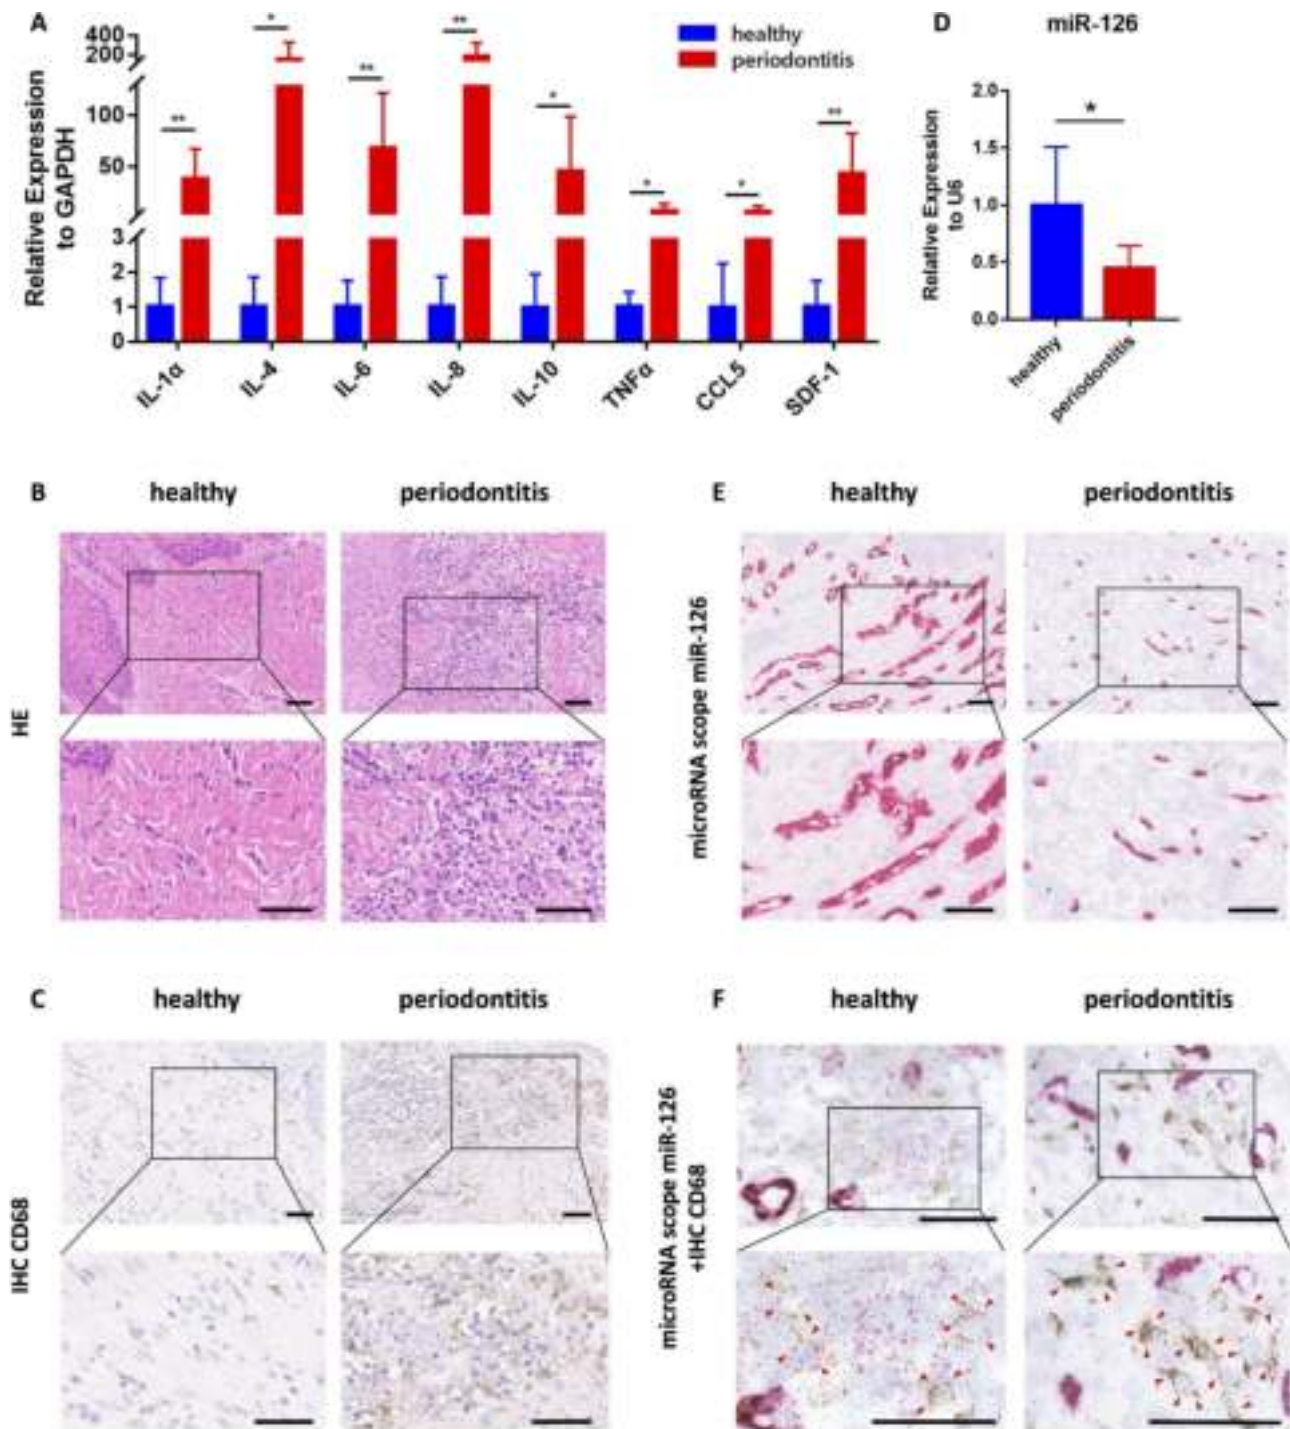 A
400
200
100
50
3
2
1
0
Relative Expression
to GAPDH
* ** ** ** * * * **
healthy
periodontitis
IL-1α IL-4 IL-6 IL-8 IL-10 TNFα CCL5 SDF-1
D miR-126
2.0
1.5
1.0
0.5
0.0
Relative Expression
to U6
*
healthy
periodontitis
B healthy periodontitis
HE
E healthy periodontitis
microRNA scope miR-126
C healthy periodontitis
IHC CD68
F healthy periodontitis
microRNA scope miR-126
+IHC CD68